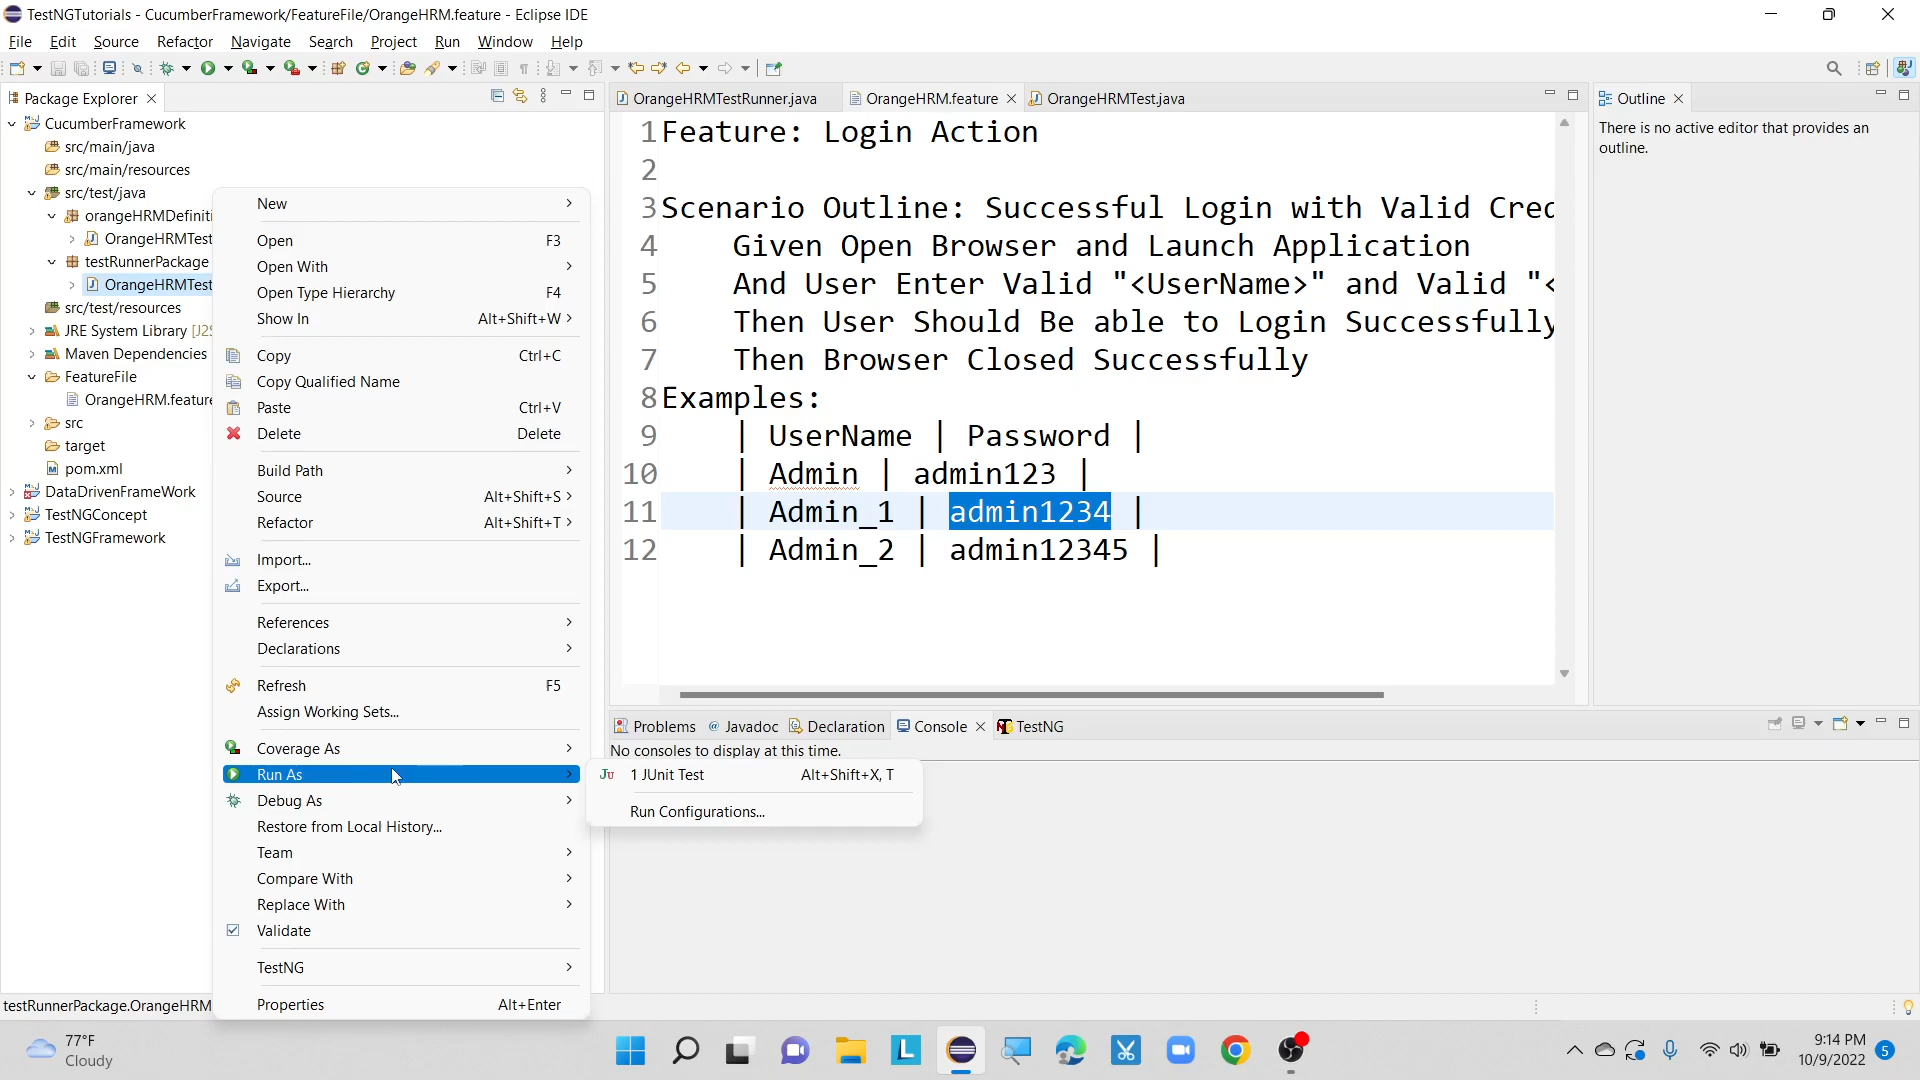 TestNGTutorials - CucumberFramework/FeatureFile/OrangeHRM.feature - Eclipse IDE
File Edit Source Refactor Navigate Search Project Run Window Help
Package Explorer
CucumberFramework
src/main/java
src/main/resources
src/test/java
orangeHRMDefiniti
OrangeHRMTest
testRunnerPackage
OrangeHRMTest
src/test/resources
JRE System Library [J2S
Maven Dependencies
FeatureFile
OrangeHRM.feature
src
target
pom.xml
DataDrivenFrameWork
TestNGConcept
TestNGFramework
testRunnerPackage.OrangeHRM
New
Open F3
Open With
Open Type Hierarchy F4
Show In Alt+Shift+W
Copy Ctrl+C
Copy Qualified Name
Paste Ctrl+V
Delete Delete
Build Path
Source Alt+Shift+S
Refactor Alt+Shift+T
Import...
Export...
References
Declarations
Refresh F5
Assign Working Sets...
Coverage As
Run As
Debug As
Restore from Local History...
Team
Compare With
Replace With
Validate
TestNG
Properties Alt+Enter
JU 1 JUnit Test Alt+Shift+X, T
Run Configurations...
OrangeHRMTestRunner.java OrangeHRM.feature OrangeHRMTest.java
1 Feature: Login Action
2
3 Scenario Outline: Successful Login with Valid Cred
4 Given Open Browser and Launch Application
5 And User Enter Valid "<UserName>" and Valid "<
6 Then User Should Be able to Login Successfully
7 Then Browser Closed Successfully
8 Examples:
9 | UserName | Password |
10 | Admin | admin123 |
11 | Admin_1 | admin1234 |
12 | Admin_2 | admin12345 |
Outline
There is no active editor that provides an
outline.
Problems @ Javadoc Declaration Console TestNG
No consoles to display at this time.
77°F
Cloudy
9:14 PM
10/9/2022
5